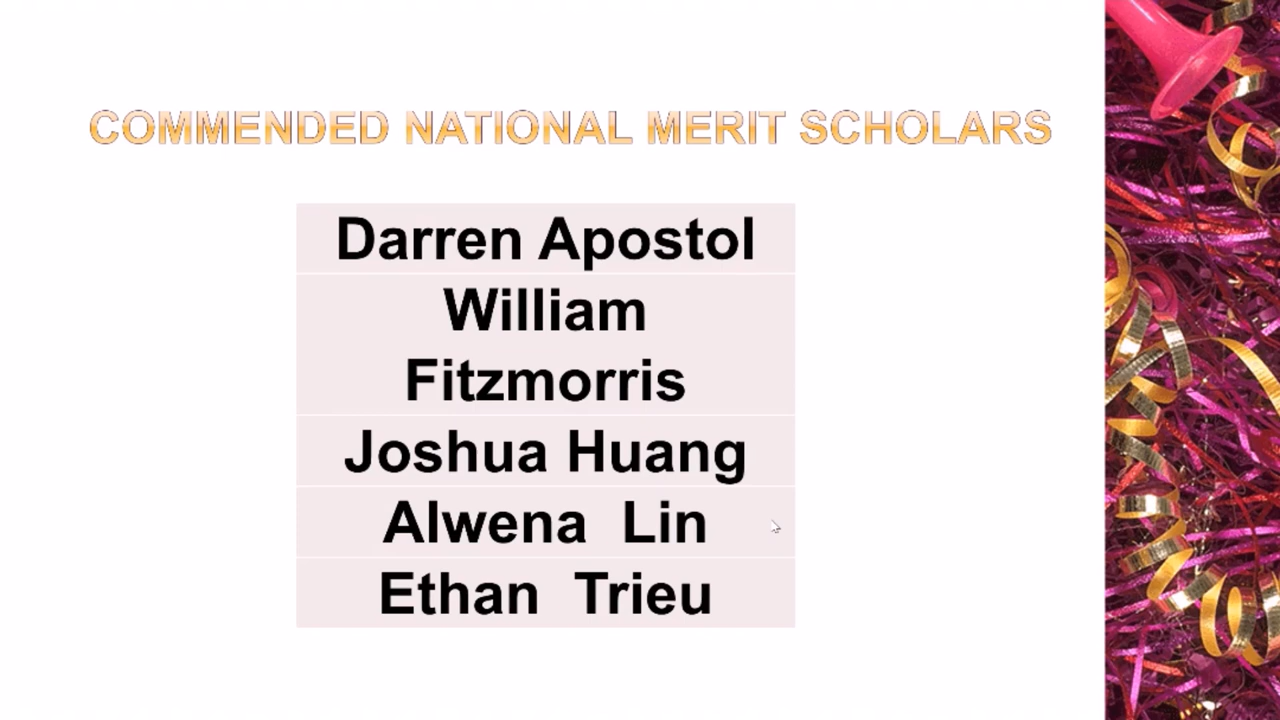 COMMENDED NATIONAL MERIT SCHOLARS
Darren Apostol
William
Fitzmorris
Joshua Huang
Alwena Lin
Ethan Trieu